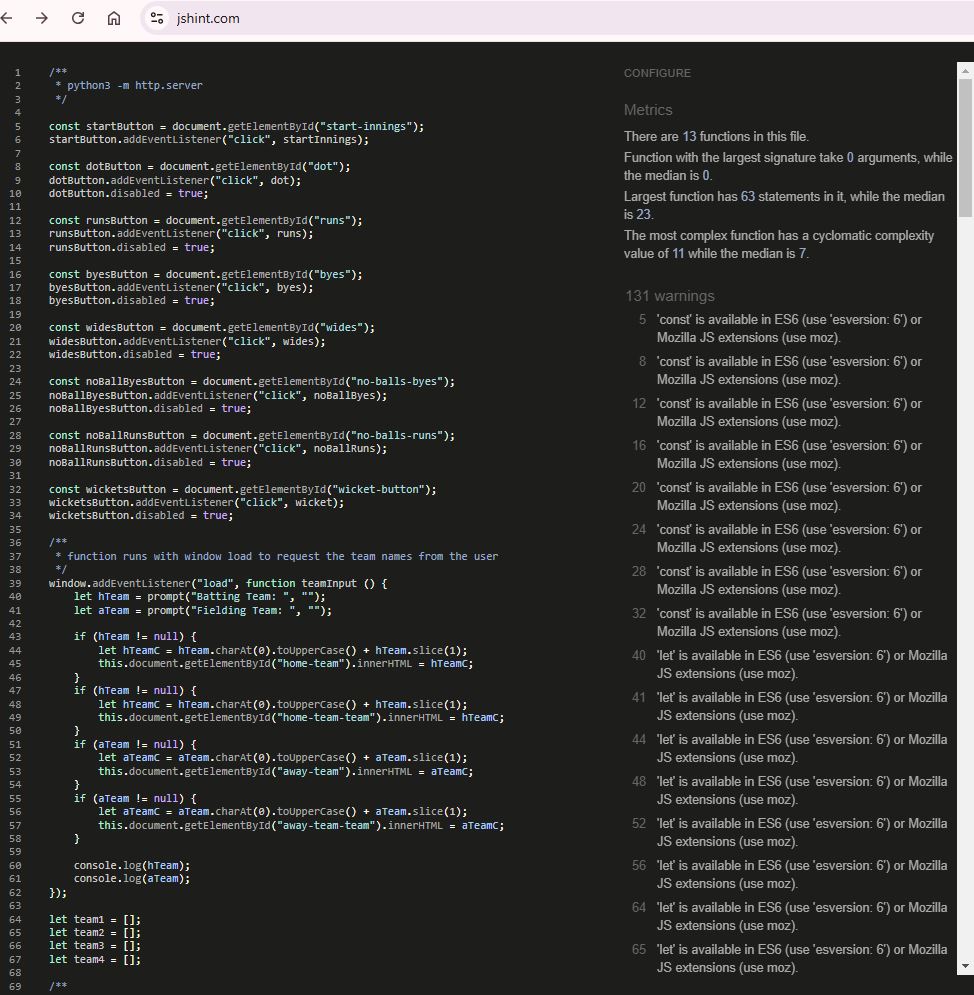 jshint.com
1 /**
2 * python3 -m http.server
3 */
4
5 const startButton = document.getElementById("start-innings");
6 startButton.addEventListener("click", startInnings);
7
8 const dotButton = document.getElementById("dot");
9 dotButton.addEventListener("click", dot);
10 dotButton.disabled = true;
11
12 const runsButton = document.getElementById("runs");
13 runsButton.addEventListener("click", runs);
14 runsButton.disabled = true;
15
16 const byesButton = document.getElementById("byes");
17 byesButton.addEventListener("click", byes);
18 byesButton.disabled = true;
19
20 const widesButton = document.getElementById("wides");
21 widesButton.addEventListener("click", wides);
22 widesButton.disabled = true;
23
24 const noBallByesButton = document.getElementById("no-balls-byes");
25 noBallByesButton.addEventListener("click", noBallByes);
26 noBallByesButton.disabled = true;
27
28 const noBallRunsButton = document.getElementById("no-balls-runs");
29 noBallRunsButton.addEventListener("click", noBallRuns);
30 noBallRunsButton.disabled = true;
31
32 const wicketsButton = document.getElementById("wicket-button");
33 wicketsButton.addEventListener("click", wicket);
34 wicketsButton.disabled = true;
35
36 /**
37 * function runs with window load to request the team names from the user
38 */
39 window.addEventListener("load", function teamInput () {
40 let hTeam = prompt("Batting Team: ", "");
41 let aTeam = prompt("Fielding Team: ", "");
42
43 if (hTeam != null) {
44 let hTeamC = hTeam.charAt(0).toUpperCase() + hTeam.slice(1);
45 this.document.getElementById("home-team").innerHTML = hTeamC;
46 }
47 if (hTeam != null) {
48 let hTeamC = hTeam.charAt(0).toUpperCase() + hTeam.slice(1);
49 this.document.getElementById("home-team-team").innerHTML = hTeamC;
50 }
51 if (aTeam != null) {
52 let aTeamC = aTeam.charAt(0).toUpperCase() + aTeam.slice(1);
53 this.document.getElementById("away-team").innerHTML = aTeamC;
54 }
55 if (aTeam != null) {
56 let aTeamC = aTeam.charAt(0).toUpperCase() + aTeam.slice(1);
57 this.document.getElementById("away-team-team").innerHTML = aTeamC;
58 }
59
60 console.log(hTeam);
61 console.log(aTeam);
62 });
63
64 let team1 = [];
65 let team2 = [];
66 let team3 = [];
67 let team4 = [];
68
69 /**
CONFIGURE
Metrics
There are 13 functions in this file.
Function with the largest signature take 0 arguments, while
the median is 0.
Largest function has 63 statements in it, while the median
is 23.
The most complex function has a cyclomatic complexity
value of 11 while the median is 7.
131 warnings
5 'const' is available in ES6 (use 'esversion: 6') or
Mozilla JS extensions (use moz).
8 'const' is available in ES6 (use 'esversion: 6') or
Mozilla JS extensions (use moz).
12 'const' is available in ES6 (use 'esversion: 6') or
Mozilla JS extensions (use moz).
16 'const' is available in ES6 (use 'esversion: 6') or
Mozilla JS extensions (use moz).
20 'const' is available in ES6 (use 'esversion: 6') or
Mozilla JS extensions (use moz).
24 'const' is available in ES6 (use 'esversion: 6') or
Mozilla JS extensions (use moz).
28 'const' is available in ES6 (use 'esversion: 6') or
Mozilla JS extensions (use moz).
32 'const' is available in ES6 (use 'esversion: 6') or
Mozilla JS extensions (use moz).
40 'let' is available in ES6 (use 'esversion: 6') or Mozilla
JS extensions (use moz).
41 'let' is available in ES6 (use 'esversion: 6') or Mozilla
JS extensions (use moz).
44 'let' is available in ES6 (use 'esversion: 6') or Mozilla
JS extensions (use moz).
48 'let' is available in ES6 (use 'esversion: 6') or Mozilla
JS extensions (use moz).
52 'let' is available in ES6 (use 'esversion: 6') or Mozilla
JS extensions (use moz).
56 'let' is available in ES6 (use 'esversion: 6') or Mozilla
JS extensions (use moz).
64 'let' is available in ES6 (use 'esversion: 6') or Mozilla
JS extensions (use moz).
65 'let' is available in ES6 (use 'esversion: 6') or Mozilla
JS extensions (use moz).